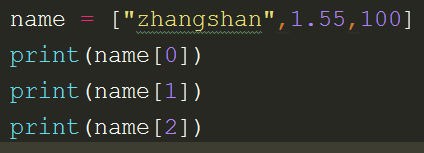 name = ["zhangshan",1.55,100]
print(name[0])
print(name[1])
print(name[2])